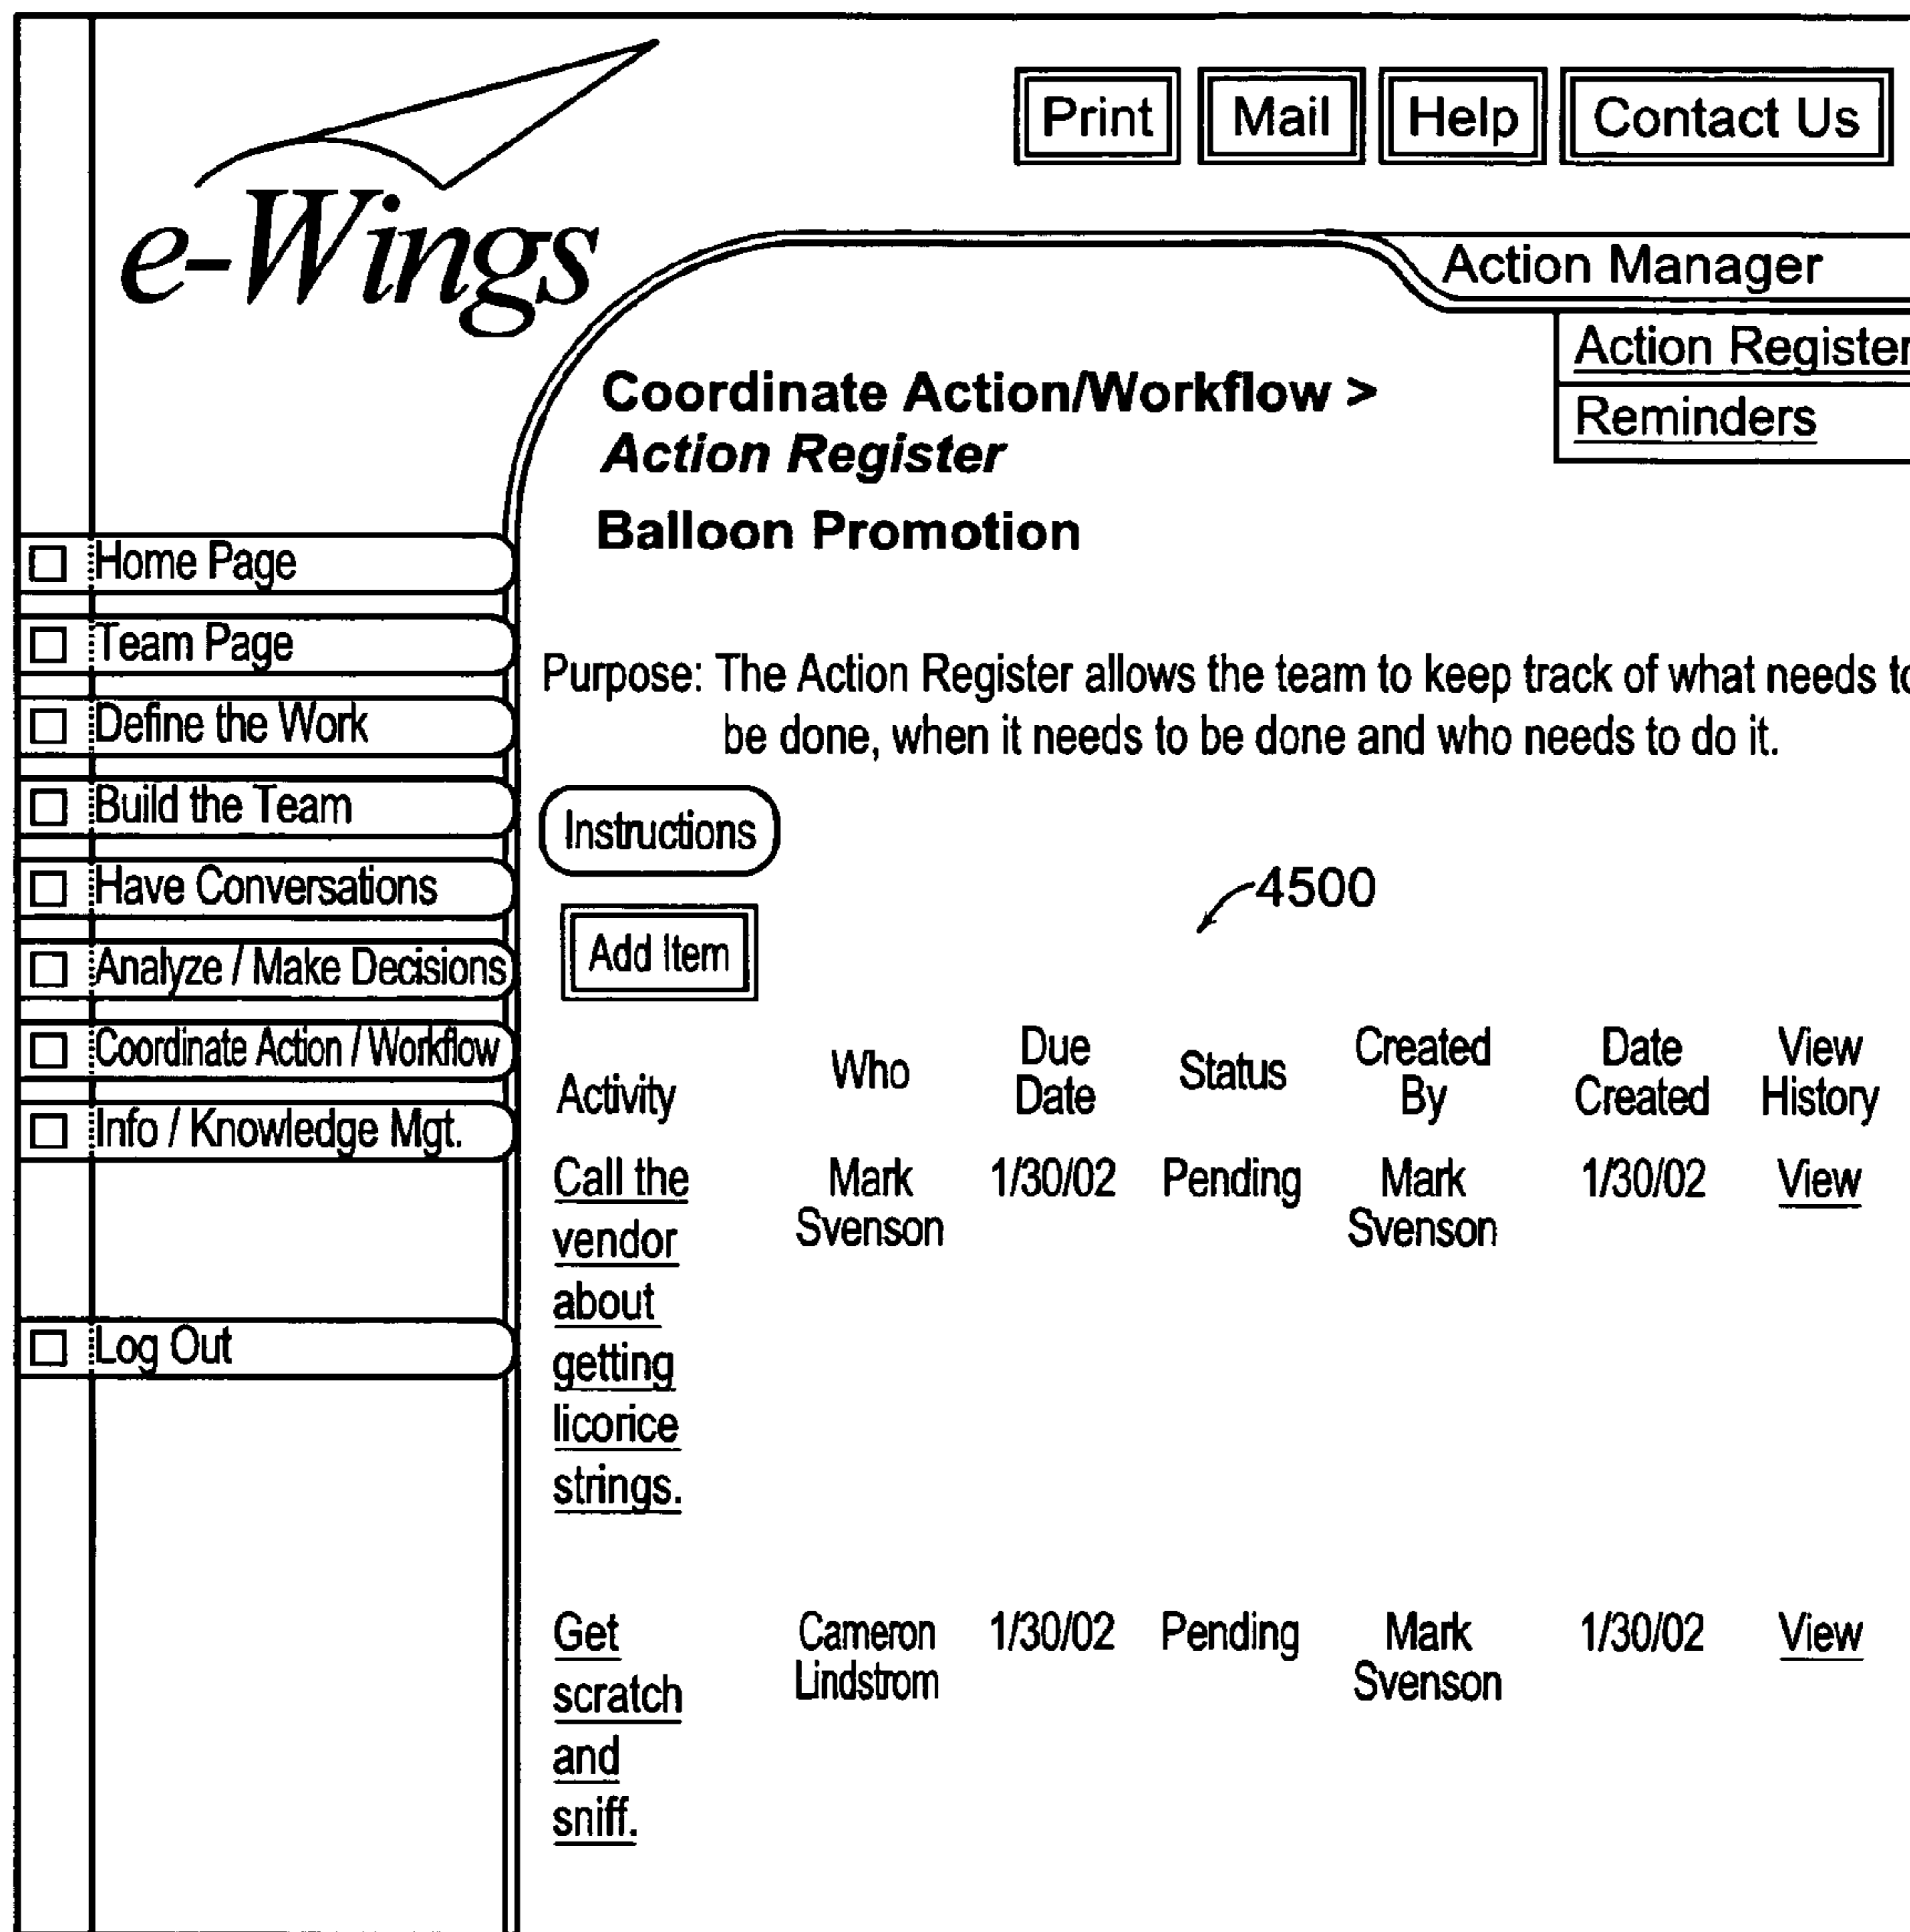 Print Mail Help Contact Us
e-Wings
Action Manager
Action Register
Reminders
Coordinate Action/Workflow >
Action Register
Balloon Promotion
Home Page
Team Page
Define the Work
Build the Team
Have Conversations
Analyze / Make Decisions
Coordinate Action / Workflow
Info / Knowledge Mgt.
Log Out
Purpose: The Action Register allows the team to keep track of what needs to
be done, when it needs to be done and who needs to do it.
Instructions
4500
Add Item
Activity Who Due Date Status Created By Date Created View History
Call the Mark 1/30/02 Pending Mark 1/30/02 View
vendor Svenson Svenson
about
getting
licorice
strings.
Get Cameron 1/30/02 Pending Mark 1/30/02 View
scratch Lindstrom Svenson
and
sniff.